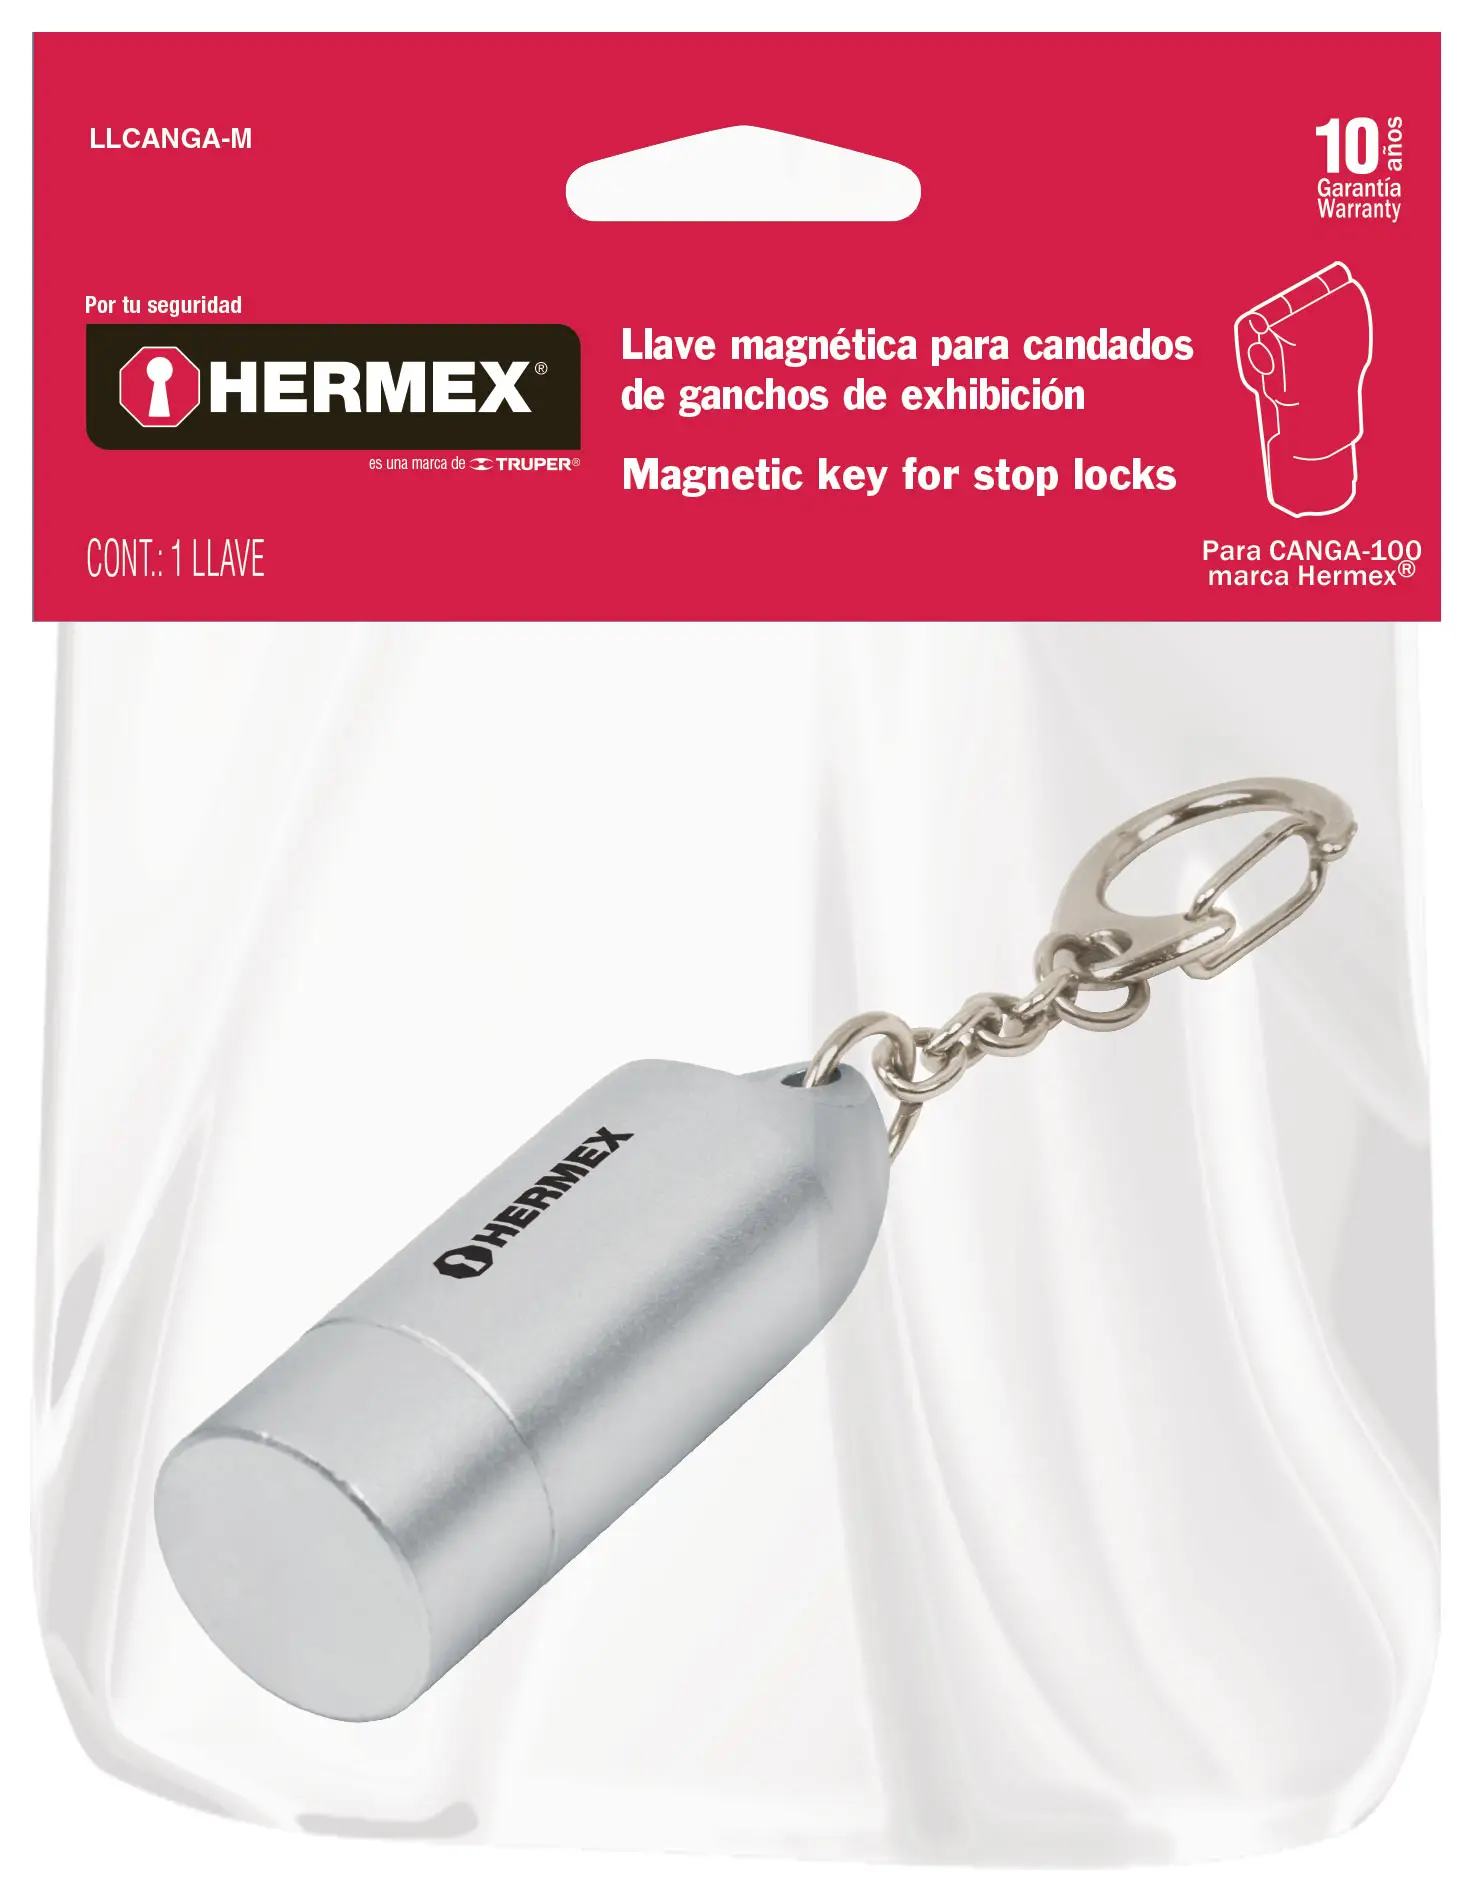 LLCANGA-M
10 años
Garantía
Warranty
Por tu seguridad
HERMEX®
es una marca de TRUPER®
Llave magnética para candados
de ganchos de exhibición
Magnetic key for stop locks
CONT.: 1 LLAVE
Para CANGA-100
marca Hermex®
HERMEX